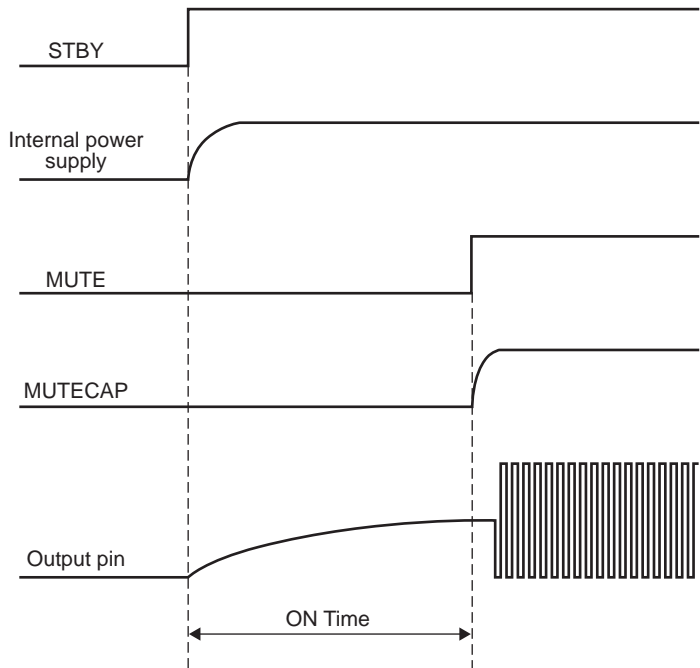 STBY
Internal power
supply
MUTE
MUTECAP
Output pin
ON Time